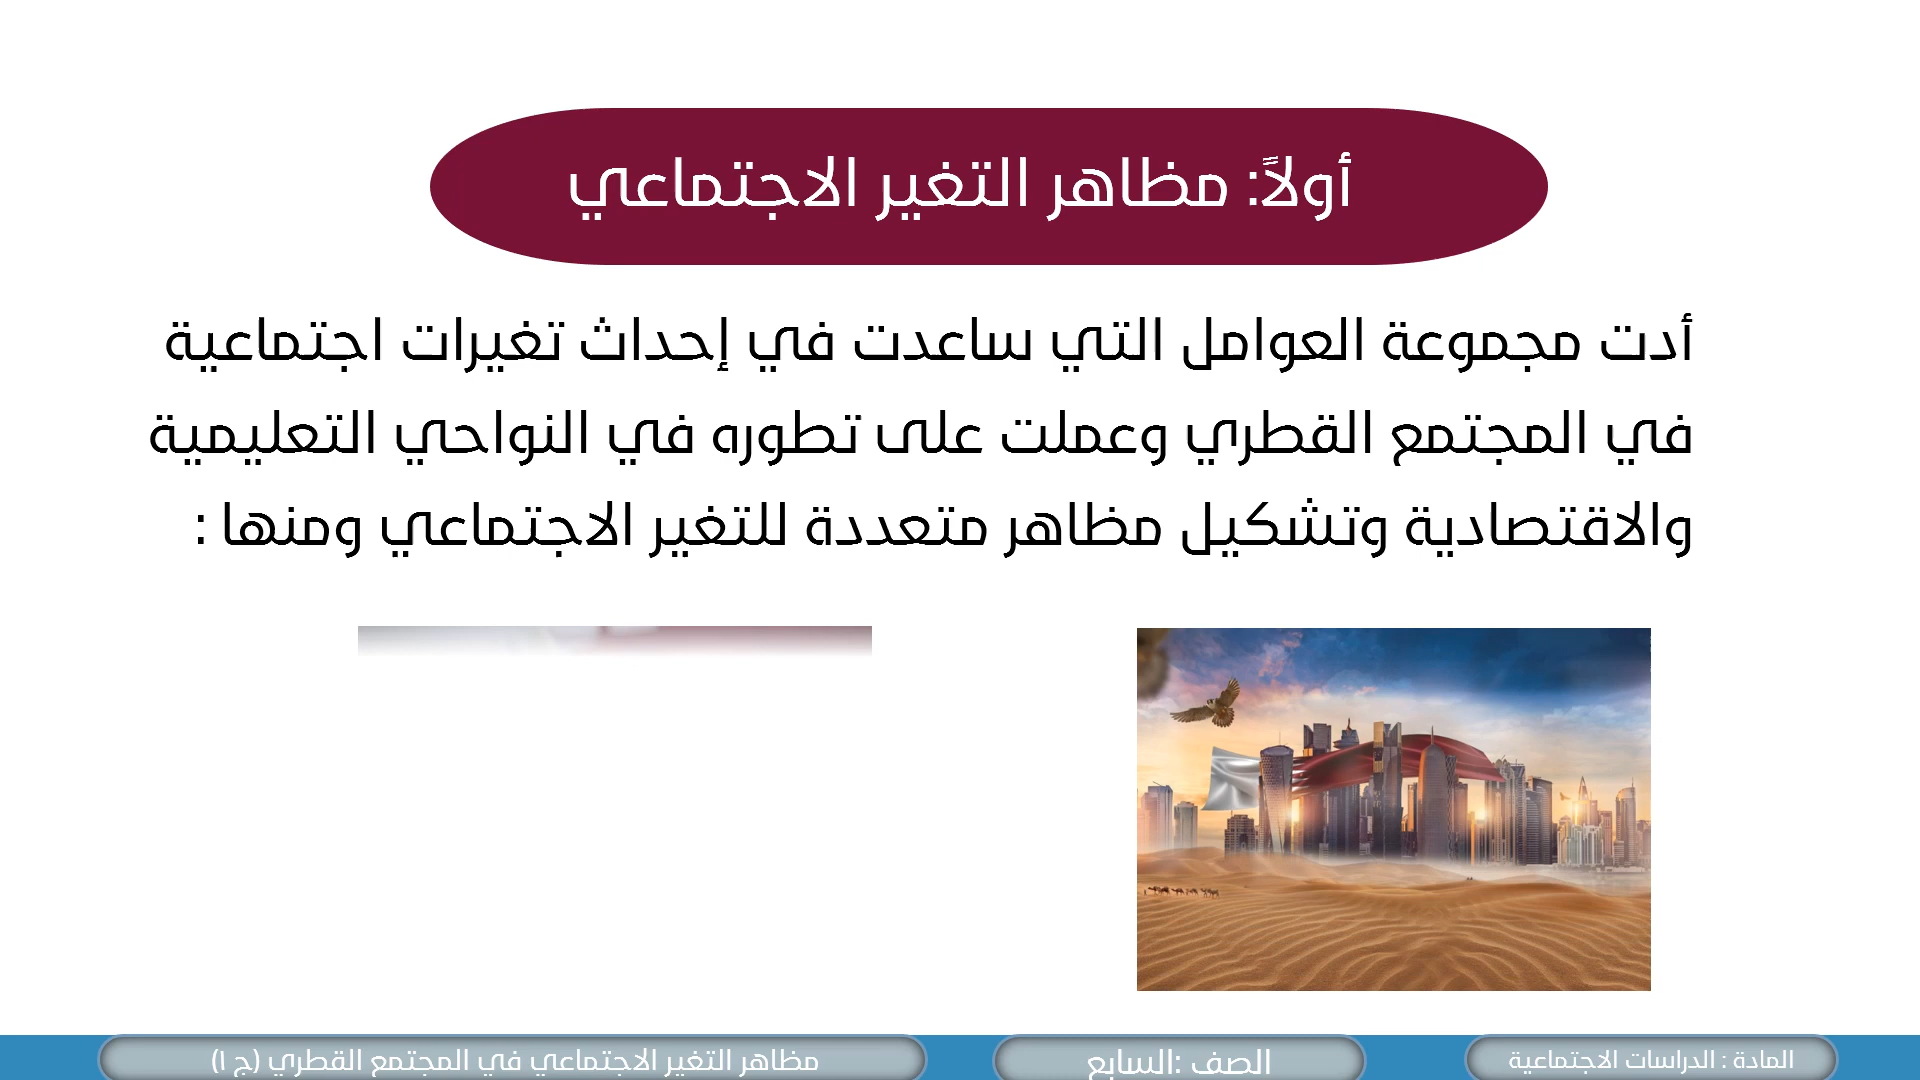 أولاً: مظاهر التغير الاجتماعي
أدت مجموعة العوامل التي ساعدت في إحداث تغيرات اجتماعية
في المجتمع القطري وعملت على تطوره في النواحي التعليمية
والاقتصادية وتشكيل مظاهر متعددة للتغير الاجتماعي ومنها :
المادة : الدراسات الاجتماعية
الصف :السابع
مظاهر التغير الاجتماعي في المجتمع القطري (ج ١)